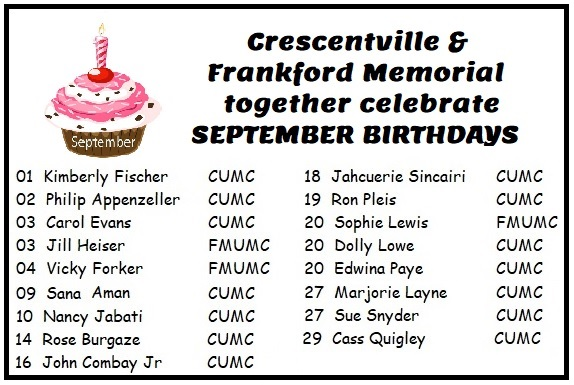 Crescentville &
Frankford Memorial
together celebrate
SEPTEMBER BIRTHDAYS
September
01 Kimberly Fischer CUMC
02 Philip Appenzeller CUMC
03 Carol Evans CUMC
03 Jill Heiser FMUMC
04 Vicky Forker FMUMC
09 Sana Aman CUMC
10 Nancy Jabati CUMC
14 Rose Burgaze CUMC
16 John Combay Jr CUMC
18 Jahcuerie Sincairi CUMC
19 Ron Pleis CUMC
20 Sophie Lewis FMUMC
20 Dolly Lowe CUMC
20 Edwina Paye CUMC
27 Marjorie Layne CUMC
27 Sue Snyder CUMC
29 Cass Quigley CUMC